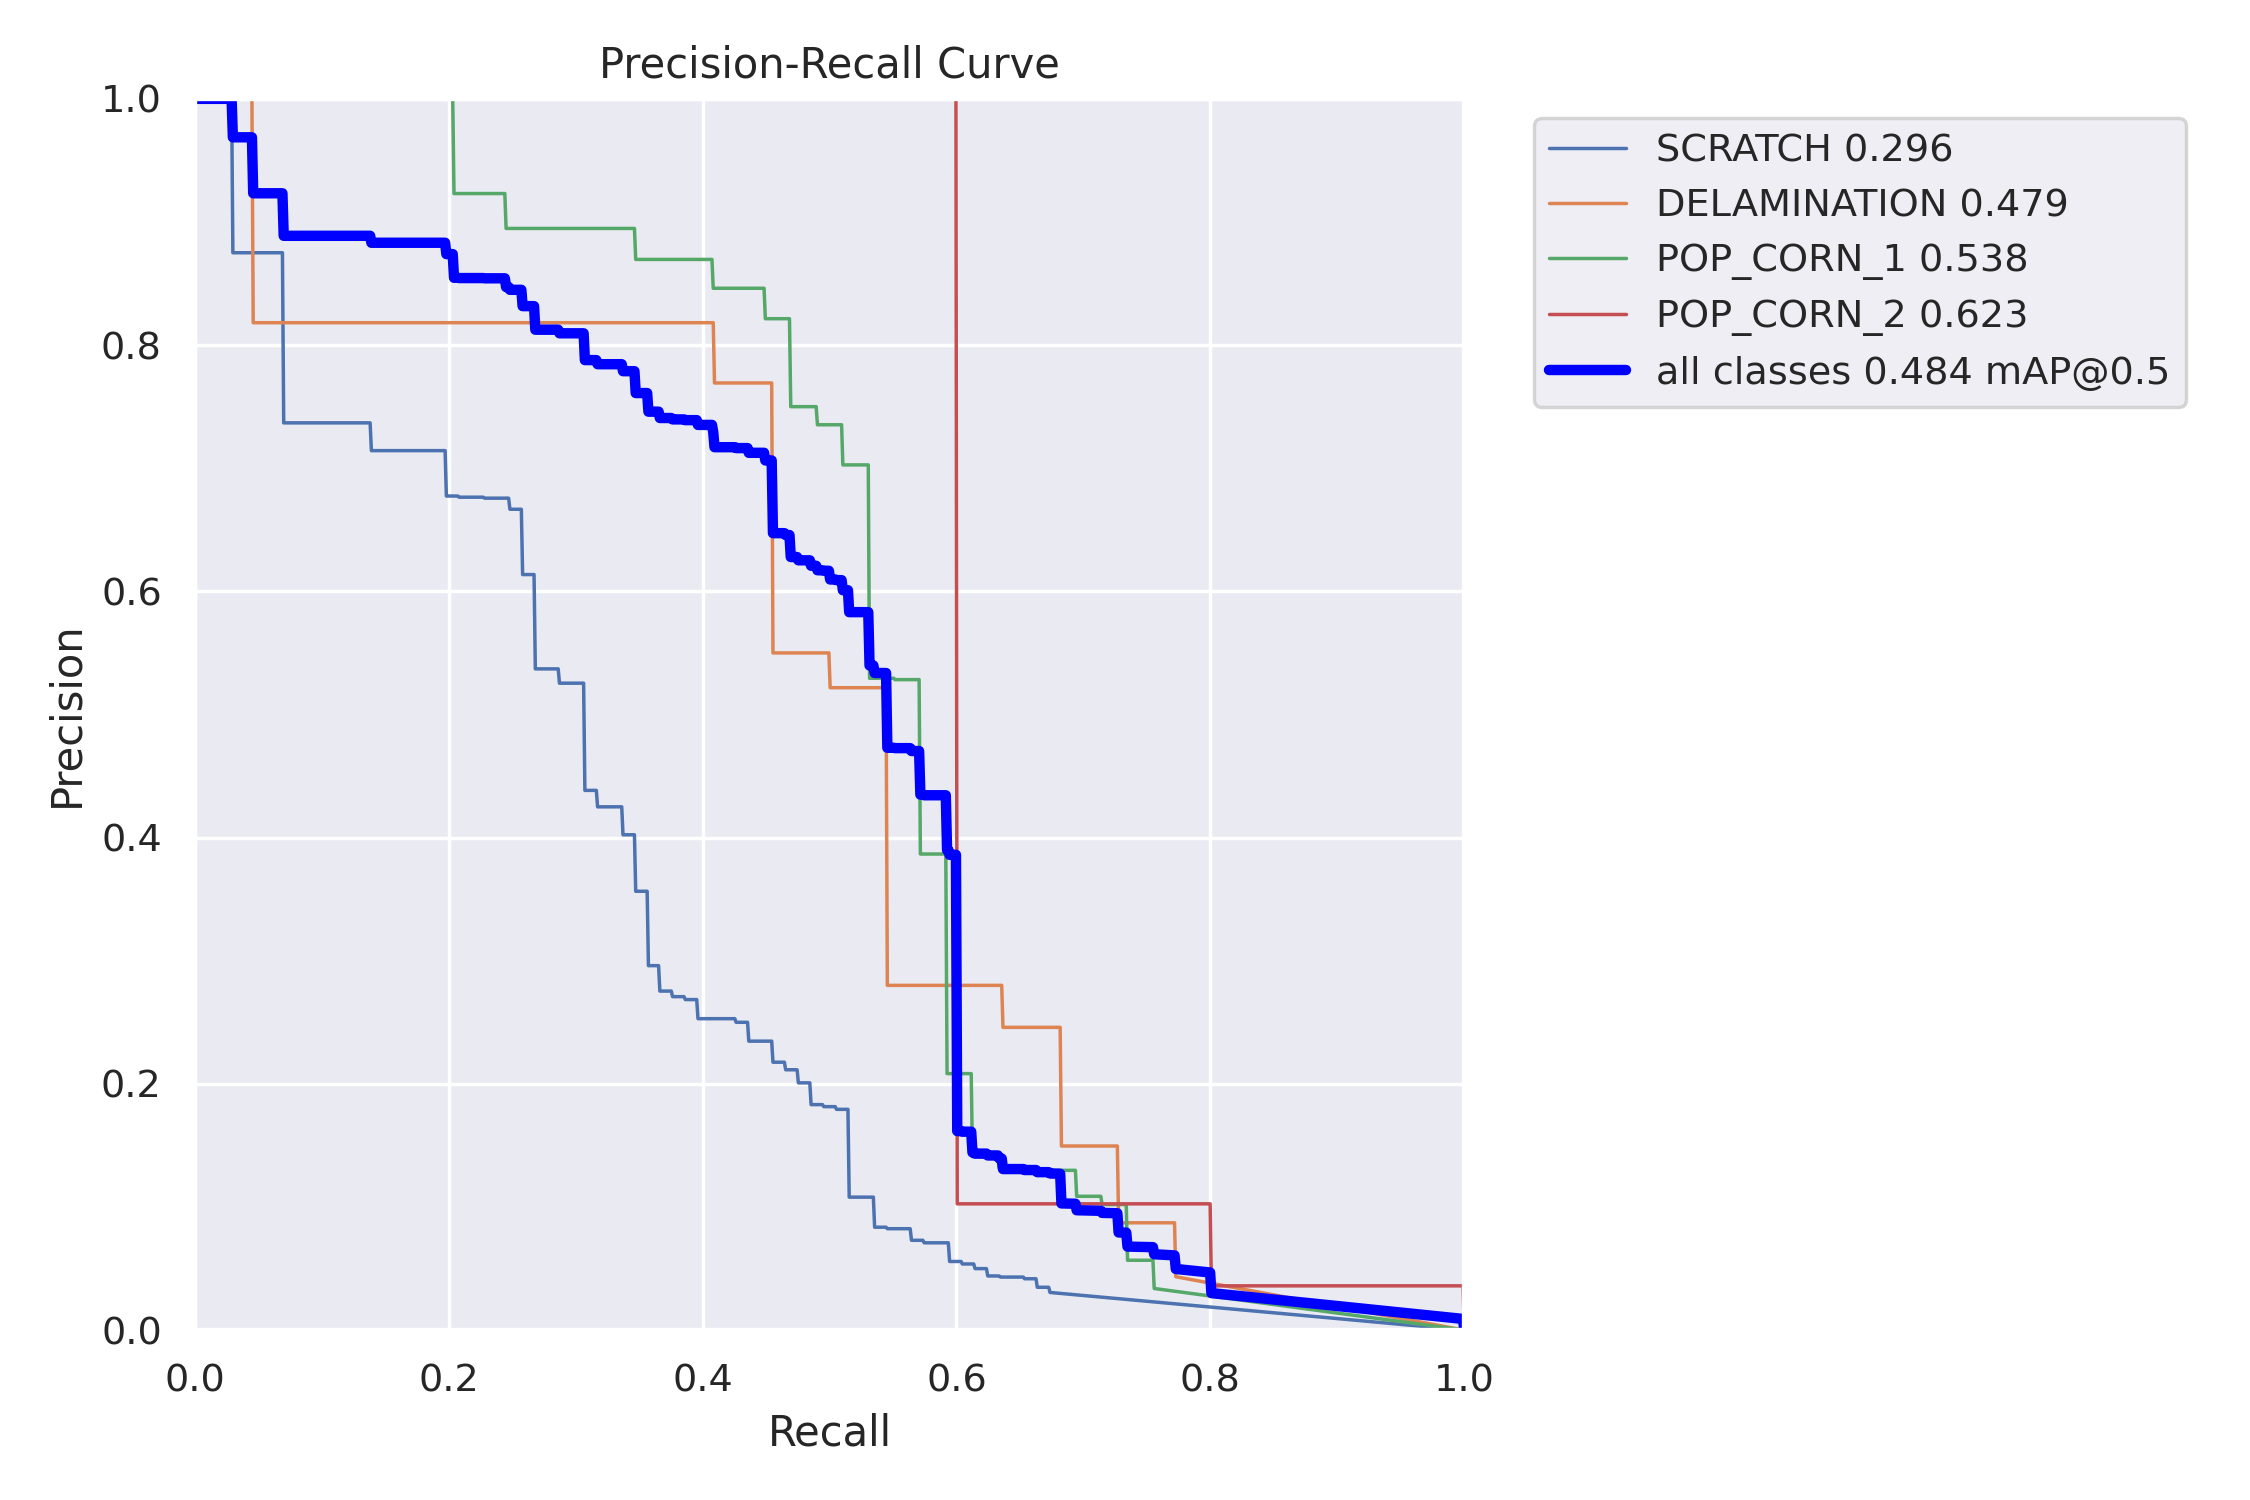 Precision-Recall Curve
1.0
0.8
0.6
0.4
0.2
0.0
Precision
0.0 0.2 0.4 0.6 0.8 1.0
Recall
SCRATCH 0.296
DELAMINATION 0.479
POP_CORN_1 0.538
POP_CORN_2 0.623
all classes 0.484 mAP@0.5